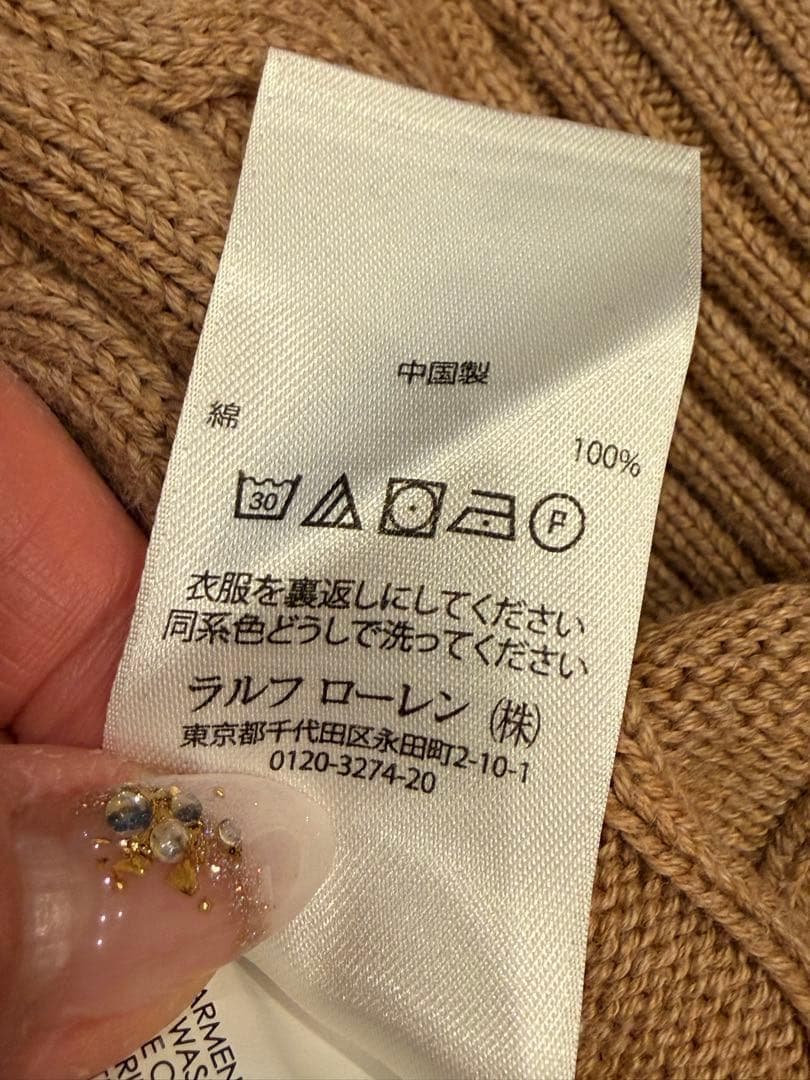 中国製
綿 100%
30 F
衣服を裏返しにしてください
同系色どうしで洗ってください
ラルフ ローレン (株)
東京都千代田区永田町2-10-1
0120-3274-20